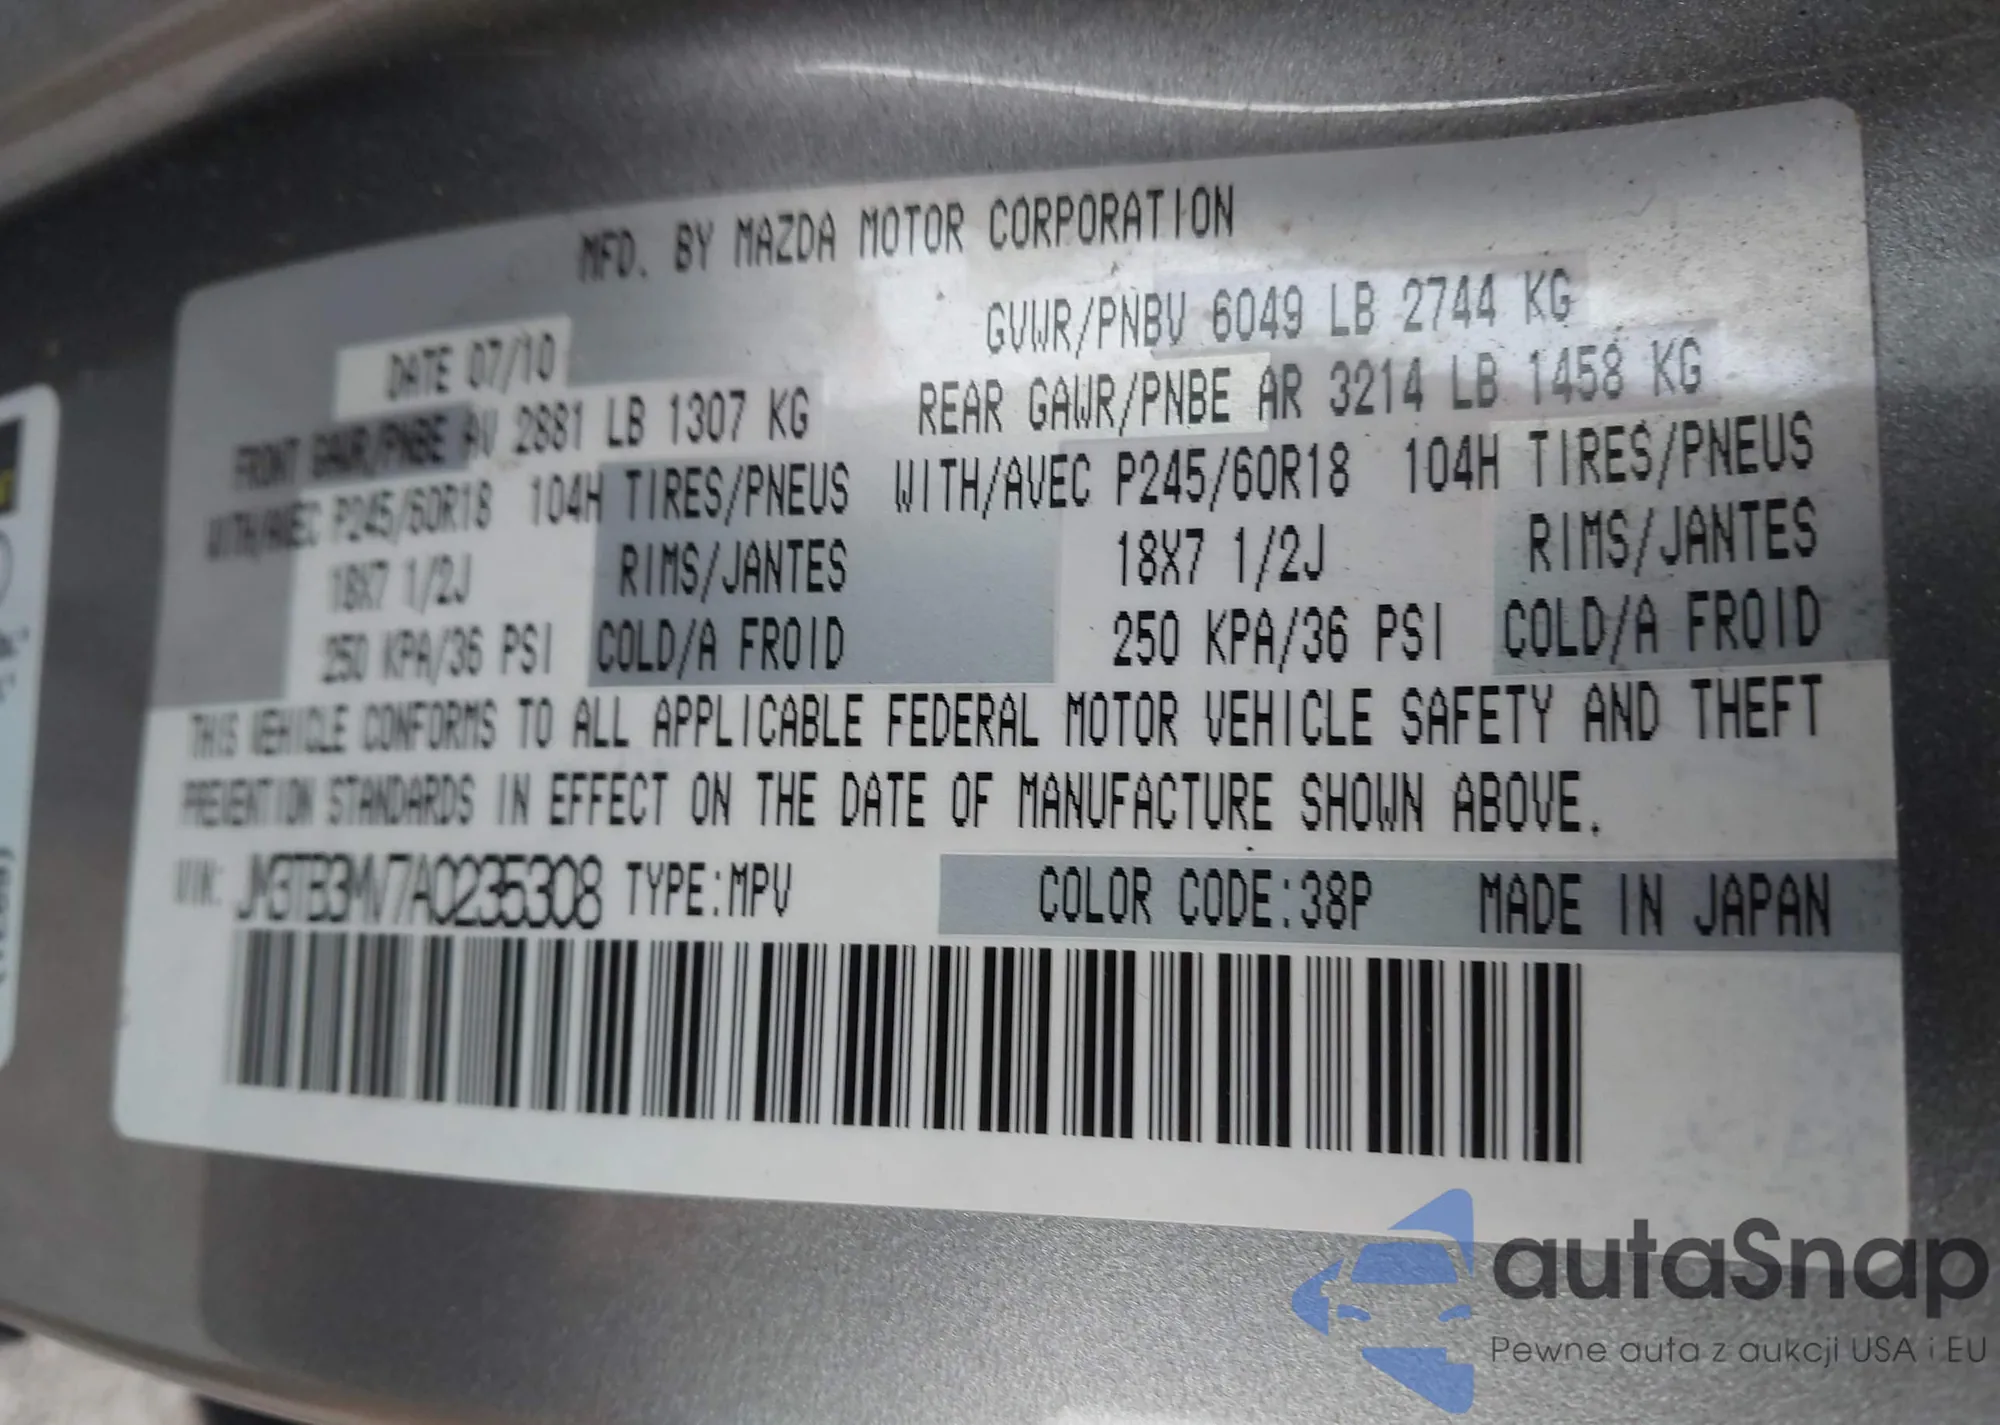 MFD. BY MAZDA MOTOR CORPORATION
DATE 07/10 GVWR/PNBV 6049 LB 2744 KG
FRONT GAWR/PNBE AV 2881 LB 1307 KG REAR GAWR/PNBE AR 3214 LB 1458 KG
WITH/AVEC P245/60R18 104H TIRES/PNEUS WITH/AVEC P245/60R18 104H TIRES/PNEUS
18X7 1/2J RIMS/JANTES 18X7 1/2J RIMS/JANTES
250 KPA/36 PSI COLD/A FROID 250 KPA/36 PSI COLD/A FROID
THIS VEHICLE CONFORMS TO ALL APPLICABLE FEDERAL MOTOR VEHICLE SAFETY AND THEFT
PREVENTION STANDARDS IN EFFECT ON THE DATE OF MANUFACTURE SHOWN ABOVE.
VIN: JM3TB3MV7A0235308 TYPE:MPV COLOR CODE:38P MADE IN JAPAN
autaSnap
Pewne auta z aukcji USA i EU